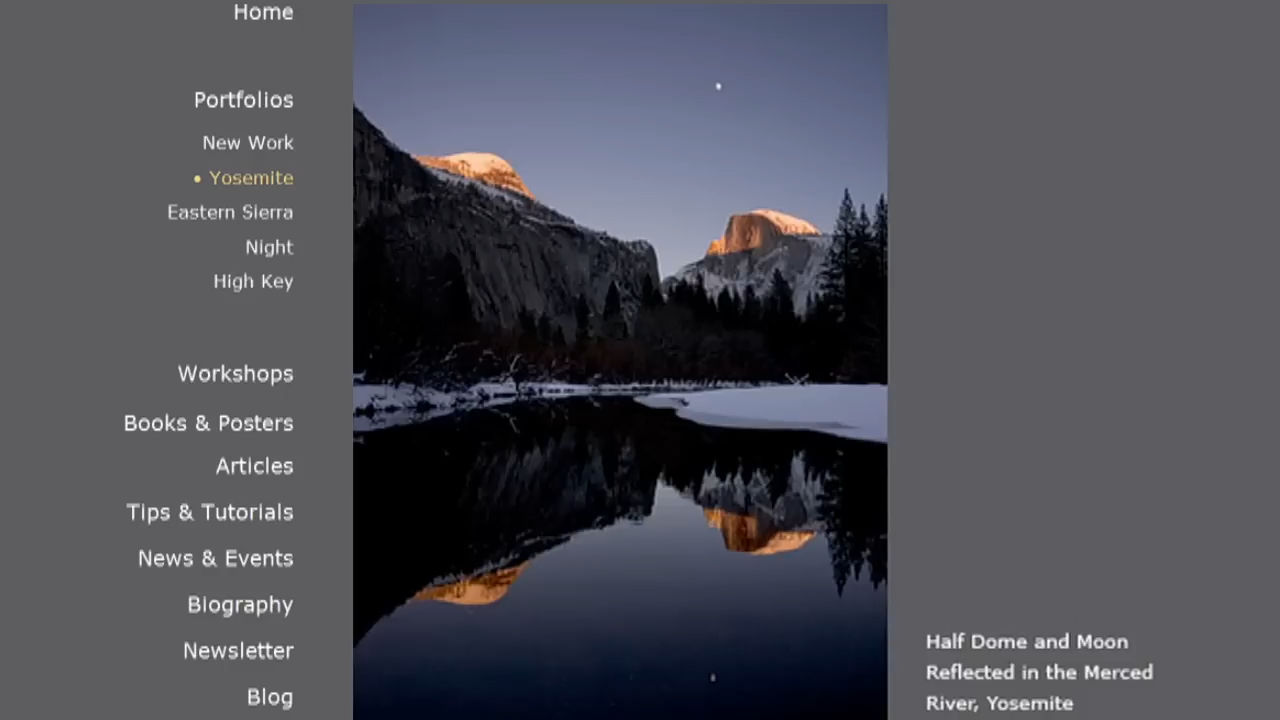 Home
Portfolios
New Work
• Yosemite
Eastern Sierra
Night
High Key
Workshops
Books & Posters
Articles
Tips & Tutorials
News & Events
Biography
Newsletter
Blog
Half Dome and Moon
Reflected in the Merced
River, Yosemite